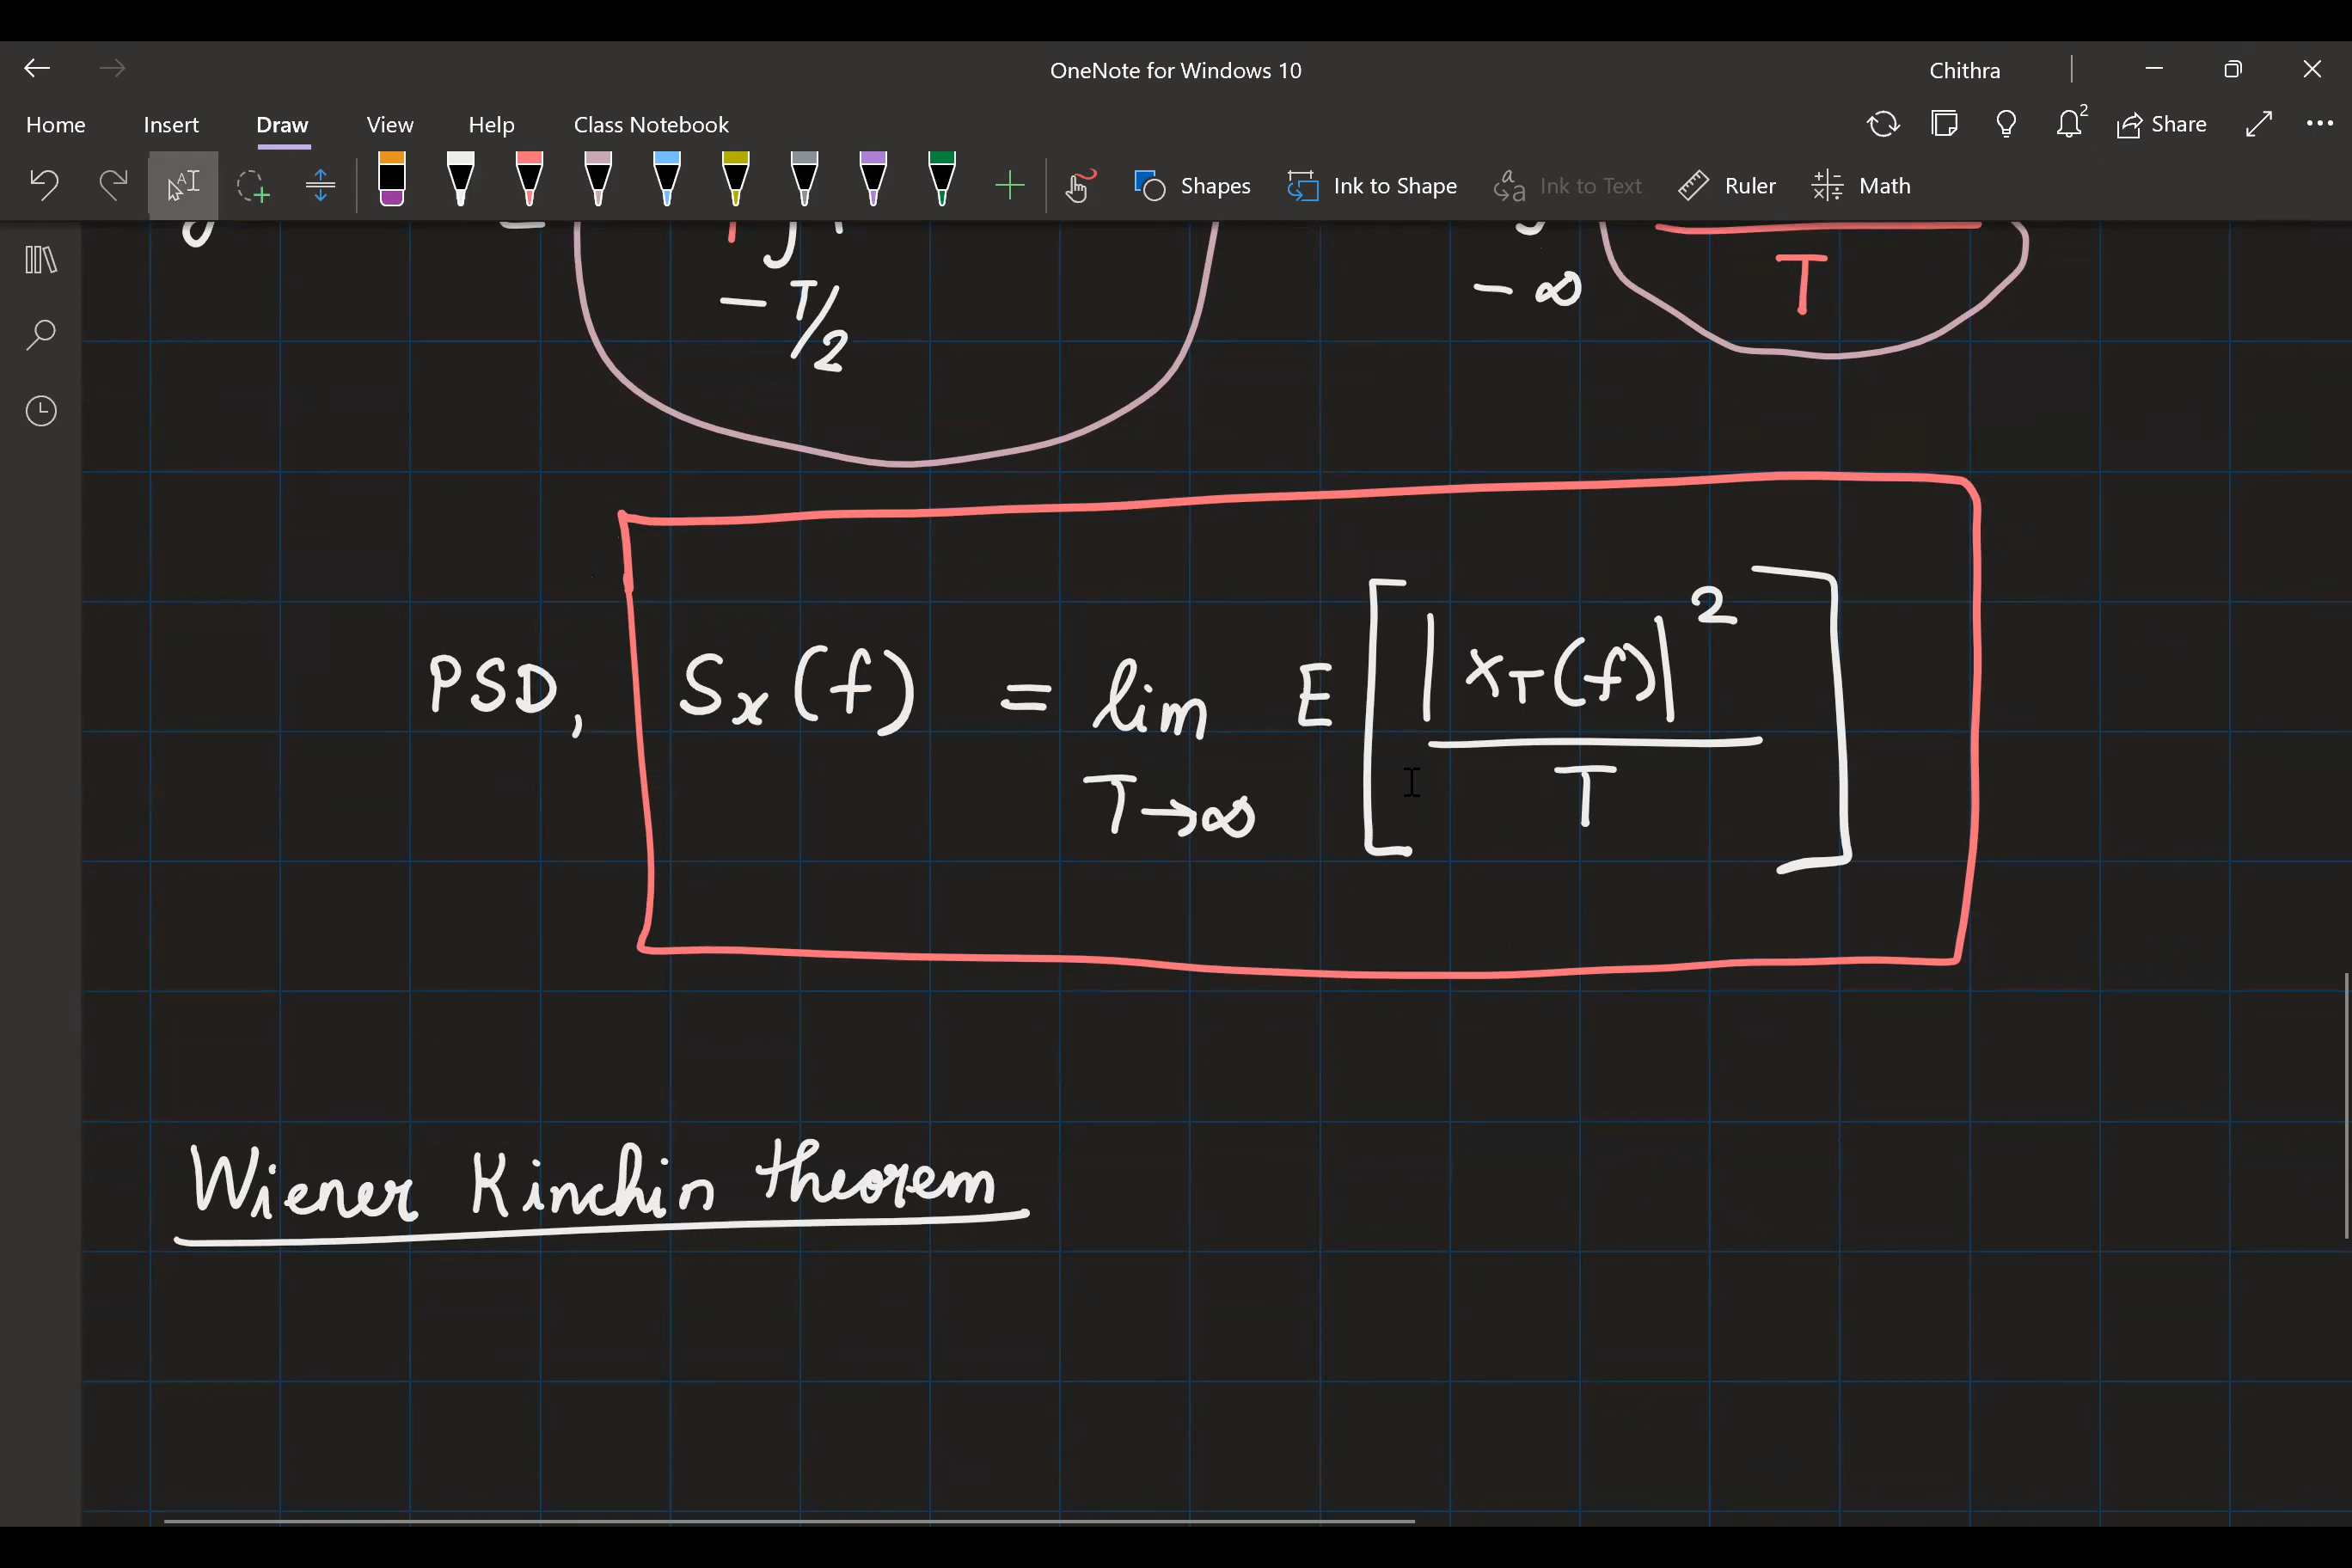 OneNote for Windows 10
Chithra
Home Insert Draw View Help Class Notebook
2 Share
Shapes Ink to Shape Ink to Text Ruler Math
- T/2
- ∞
T
PSD, Sx(f) = lim T→∞ E[ |xT(f)|² / T ]
Wiener Kinchin theorem